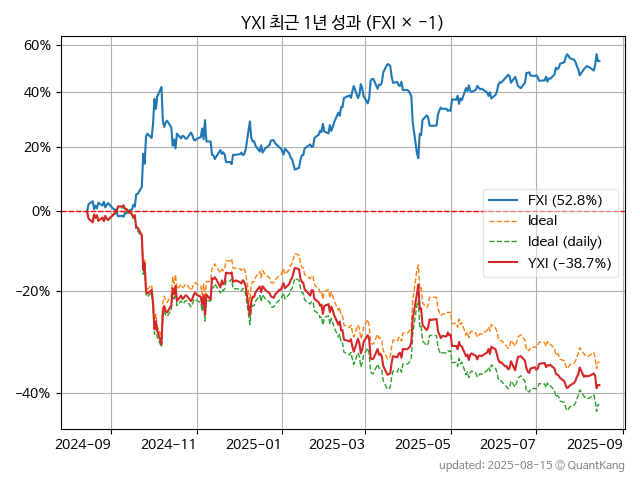 YXI 최근 1년 성과 (FXI × −1)
60%
40%
20%
0%
−20%
−40%
FXI (52.8%)
Ideal
Ideal (daily)
YXI (−38.7%)
2024−09 2024−11 2025−01 2025−03 2025−05 2025−07 2025−09
updated: 2025-08-15 © QuantKang